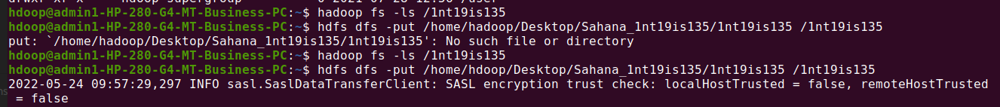 hdoop@admin1-HP-280-G4-MT-Business-PC:~$ hadoop fs -ls /1nt19is135
hdoop@admin1-HP-280-G4-MT-Business-PC:~$ hdfs dfs -put /home/hadoop/Desktop/Sahana_1nt19is135/1nt19is135 /1nt19is135
put: `/home/hadoop/Desktop/Sahana_1nt19is135/1nt19is135': No such file or directory
hdoop@admin1-HP-280-G4-MT-Business-PC:~$ hadoop fs -ls /1nt19is135
hdoop@admin1-HP-280-G4-MT-Business-PC:~$ hdfs dfs -put /home/hdoop/Desktop/Sahana_1nt19is135/1nt19is135 /1nt19is135
2022-05-24 09:57:29,297 INFO sasl.SaslDataTransferClient: SASL encryption trust check: localHostTrusted = false, remoteHostTrusted
 = false